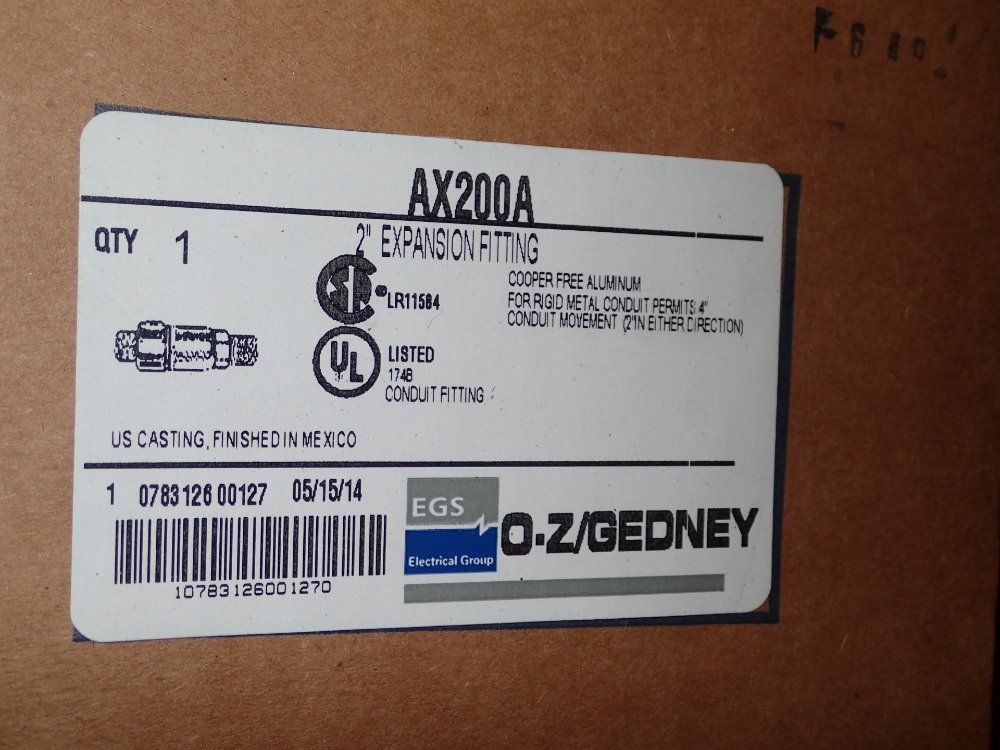 AX200A
QTY 1
2" EXPANSION FITTING
LR11584
COOPER FREE ALUMINUM
FOR RIGID METAL CONDUIT PERMITS 4"
CONDUIT MOVEMENT (2"IN EITHER DIRECTION)
UL
LISTED
174B
CONDUIT FITTING
US CASTING, FINISHED IN MEXICO
1 0783126 00127 05/15/14
10783126001270
EGS
Electrical Group
O-Z/GEDNEY